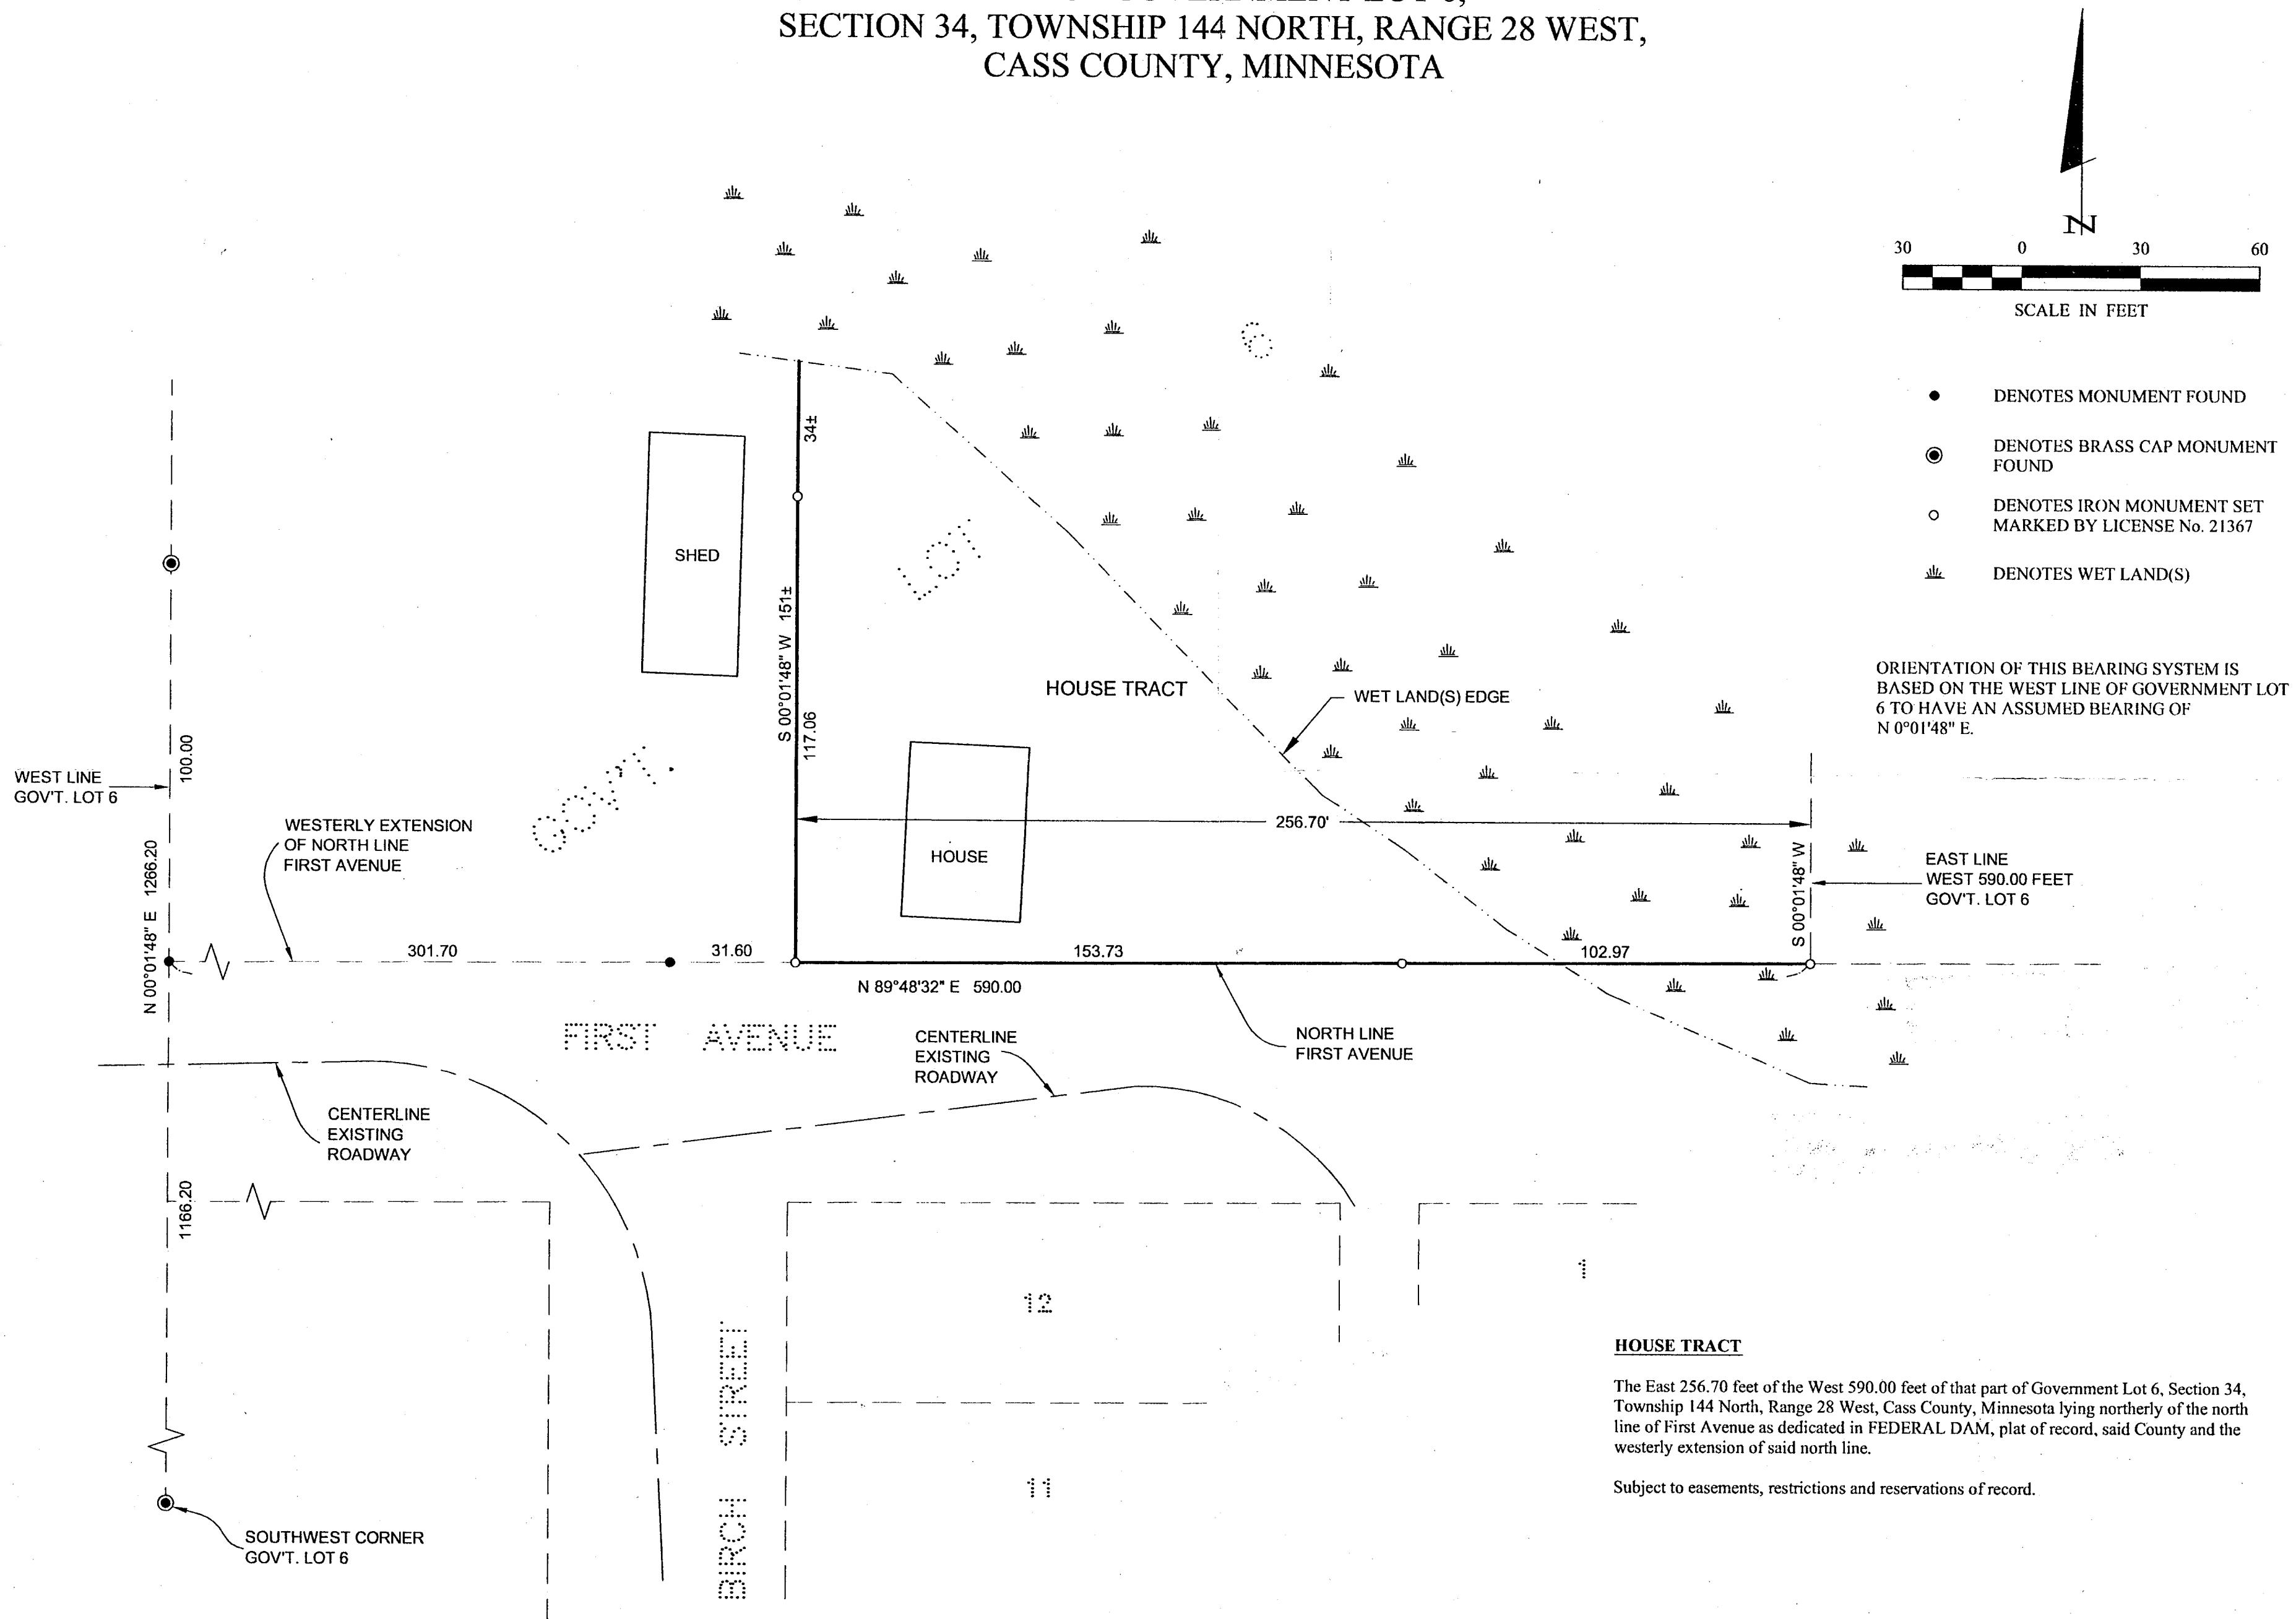 SECTION 34, TOWNSHIP 144 NORTH, RANGE 28 WEST,
CASS COUNTY, MINNESOTA
N
30 0 30 60
SCALE IN FEET
DENOTES MONUMENT FOUND
DENOTES BRASS CAP MONUMENT
FOUND
DENOTES IRON MONUMENT SET
MARKED BY LICENSE No. 21367
DENOTES WET LAND(S)
ORIENTATION OF THIS BEARING SYSTEM IS
BASED ON THE WEST LINE OF GOVERNMENT LOT
6 TO HAVE AN ASSUMED BEARING OF
N 0°01'48" E.
GOV'T. LOT 6
34±
SHED
S 00°01'48" W 151±
117.06
HOUSE TRACT
WET LAND(S) EDGE
100.00
WEST LINE
GOV'T. LOT 6
WESTERLY EXTENSION
OF NORTH LINE
FIRST AVENUE
HOUSE
256.70'
S 00°01'48" W
EAST LINE
WEST 590.00 FEET
GOV'T. LOT 6
N 00°01'48" E 1266.20
301.70
31.60
153.73
102.97
N 89°48'32" E 590.00
FIRST AVENUE
CENTERLINE
EXISTING
ROADWAY
NORTH LINE
FIRST AVENUE
CENTERLINE
EXISTING
ROADWAY
1166.20
12
1
11
BIRCH STREET
SOUTHWEST CORNER
GOV'T. LOT 6
HOUSE TRACT
The East 256.70 feet of the West 590.00 feet of that part of Government Lot 6, Section 34,
Township 144 North, Range 28 West, Cass County, Minnesota lying northerly of the north
line of First Avenue as dedicated in FEDERAL DAM, plat of record, said County and the
westerly extension of said north line.
Subject to easements, restrictions and reservations of record.